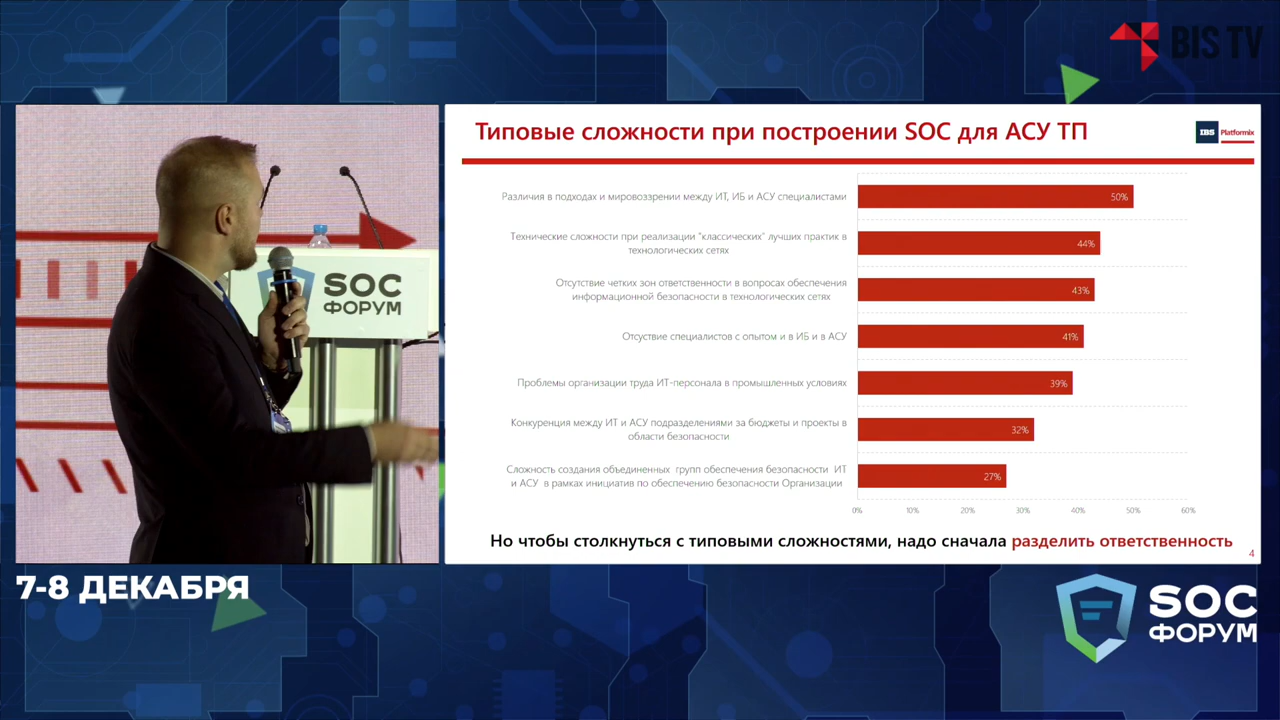 BIS TV
Типовые сложности при построении SOC для АСУ ТП
IBS Platformix
Различия в подходах и мировоззрении между ИТ, ИБ и АСУ специалистами
50%
Технические сложности при реализации "классических" лучших практик в
технологических сетях
44%
Отсутствие четких зон ответственности в вопросах обеспечения
информационной безопасности в технологических сетях
43%
Отсуствие специалистов с опытом и в ИБ и в АСУ
41%
Проблемы организации труда ИТ-персонала в промышленных условиях
39%
Конкуренция между ИТ и АСУ подразделениями за бюджеты и проекты в
области безопасности
32%
Сложность создания объединенных групп обеспечения безопасности ИТ
и АСУ в рамках инициатив по обеспечению безопасности Организации
27%
0% 10% 20% 30% 40% 50% 60%
Но чтобы столкнуться с типовыми сложностями, надо сначала разделить ответственность
4
SOC
ФОРУМ
7-8 ДЕКАБРЯ
SOC
ФОРУМ